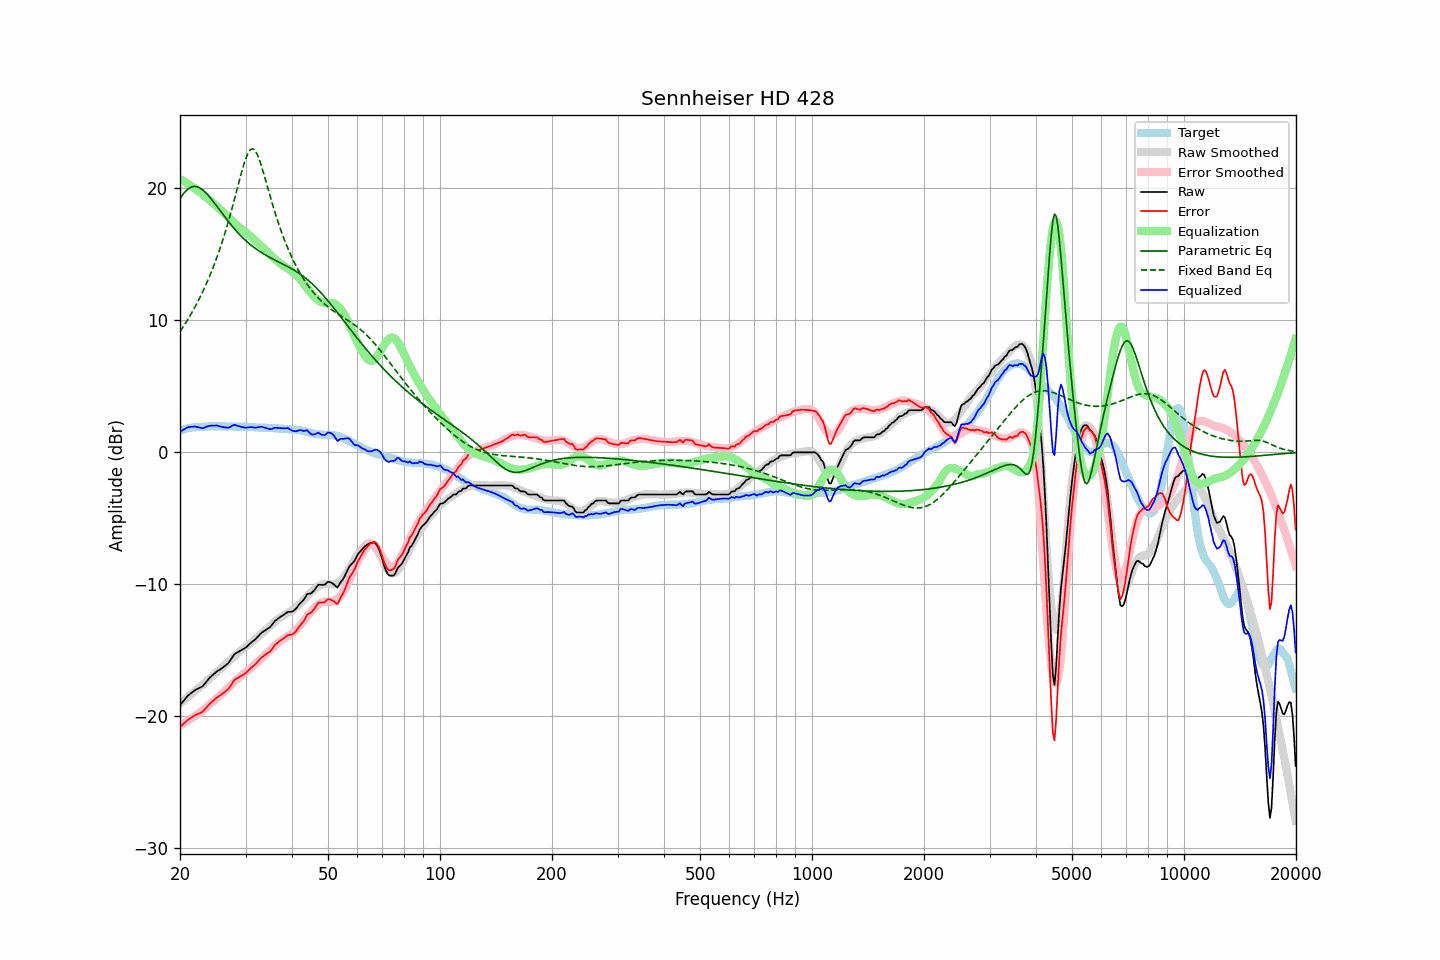 Sennheiser HD 428
Target
Raw Smoothed
Error Smoothed
Raw
Error
Equalization
Parametric Eq
Fixed Band Eq
Equalized
Amplitude (dBr)
20
10
0
−10
−20
−30
20 50 100 200 500 1000 2000 5000 10000 20000
Frequency (Hz)